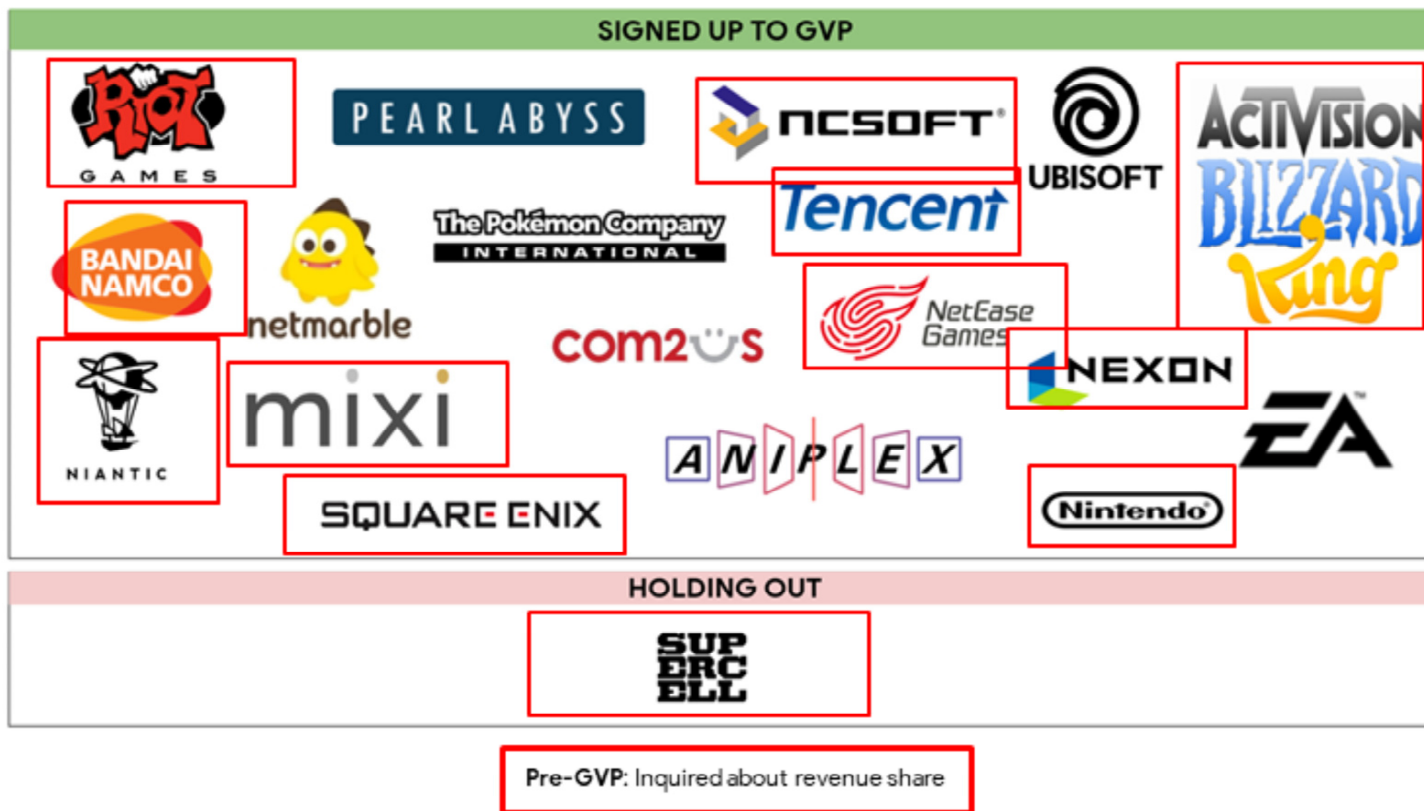 SIGNED UP TO GVP
RIOT
GAMES
PEARL ABYSS
NCSOFT®
UBISOFT
ACTIVISION
BLIZZARD
King
BANDAI
NAMCO
netmarble
The Pokémon Company
INTERNATIONAL
Tencent
com2us
NetEase
Games
NIANTIC
mixi
NEXON
SQUARE ENIX
ANIPLEX
EA™
Nintendo®
HOLDING OUT
SUP
ERC
ELL
Pre-GVP: Inquired about revenue share